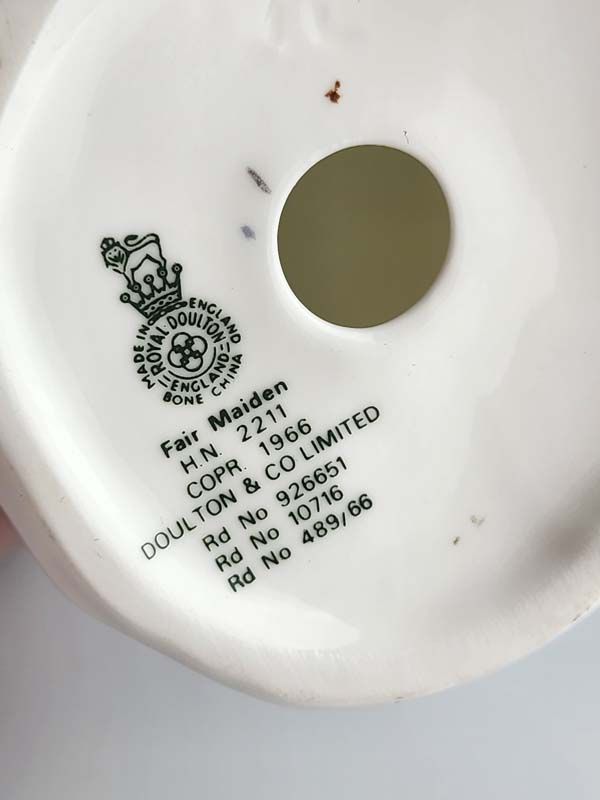 MADE IN ENGLAND
ROYAL DOULTON
ENGLAND
BONE CHINA
Fair Maiden
H.N. 2211
COPR. 1966
DOULTON & CO LIMITED
Rd No 926651
Rd No 10716
Rd No 489/66